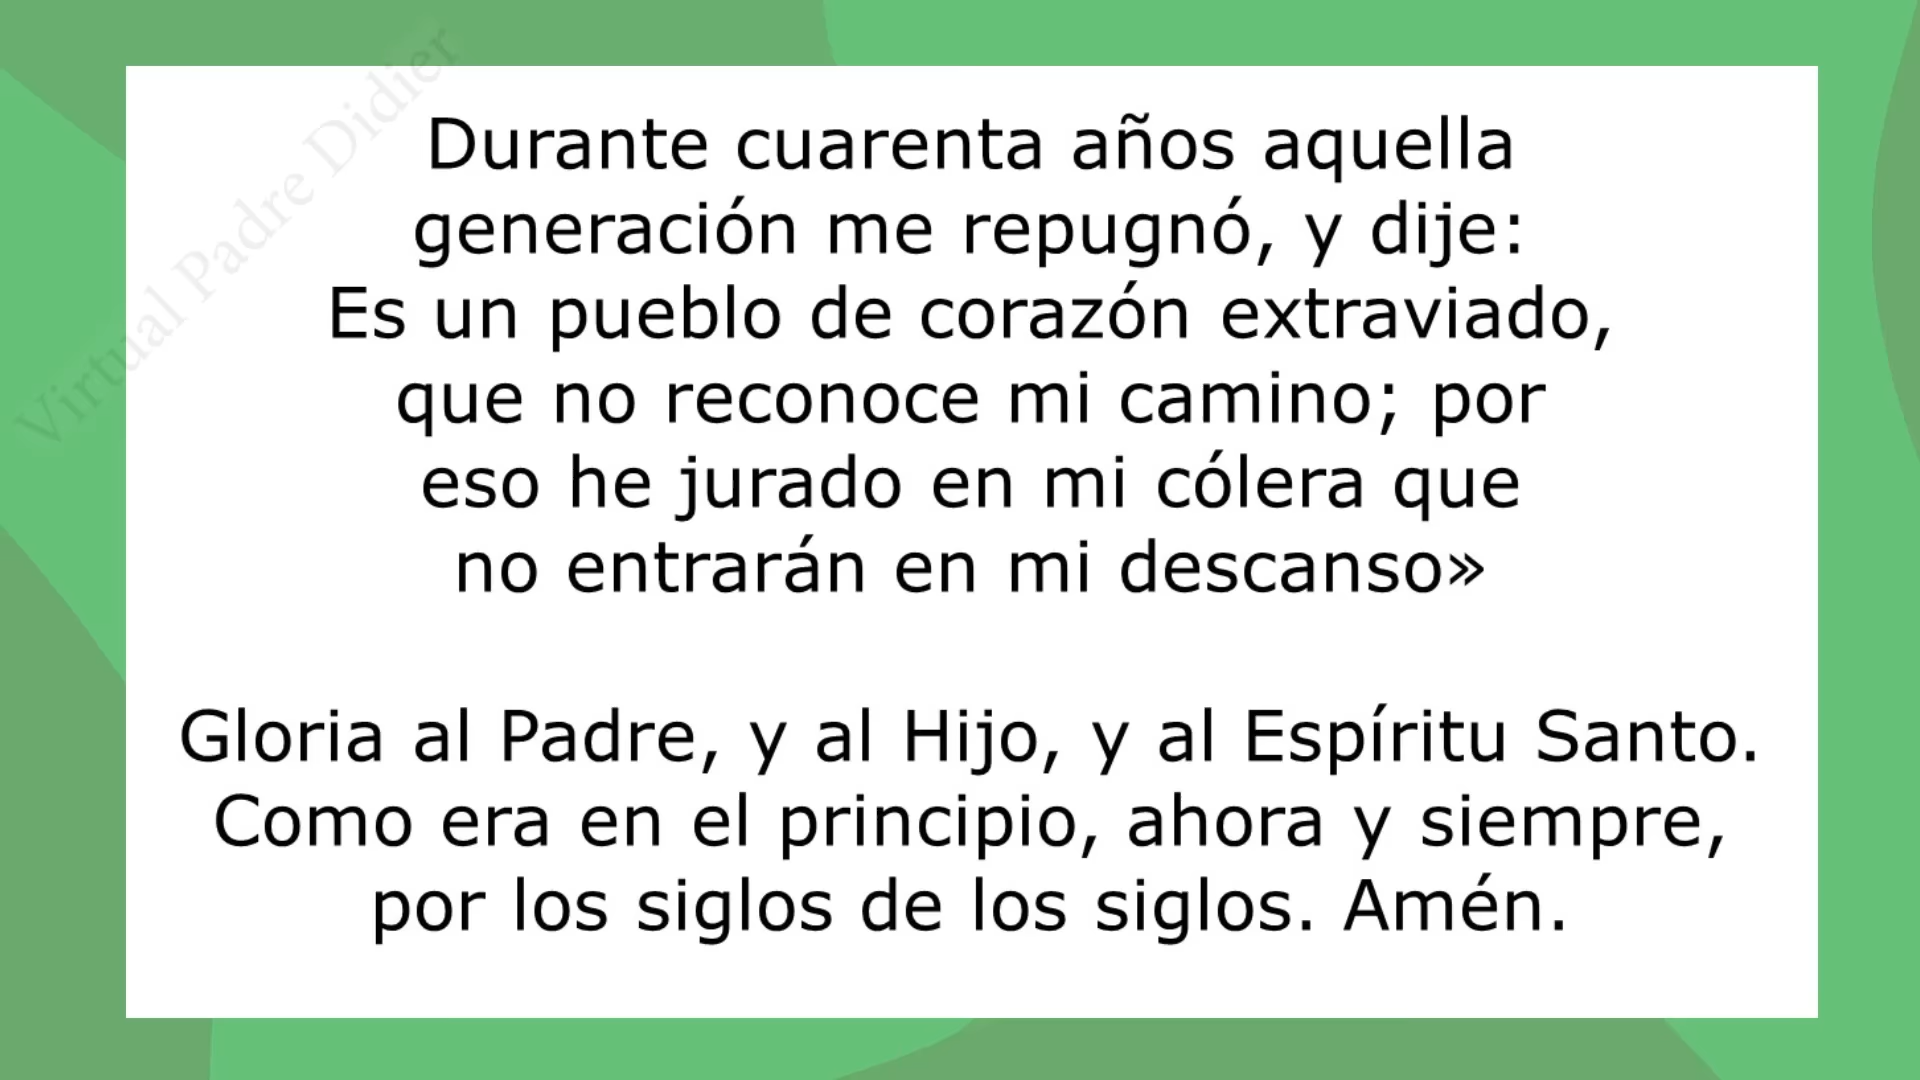 Virtual Padre Didier
Durante cuarenta años aquella
generación me repugnó, y dije:
Es un pueblo de corazón extraviado,
que no reconoce mi camino; por
eso he jurado en mi cólera que
no entrarán en mi descanso»
Gloria al Padre, y al Hijo, y al Espíritu Santo.
Como era en el principio, ahora y siempre,
por los siglos de los siglos. Amén.